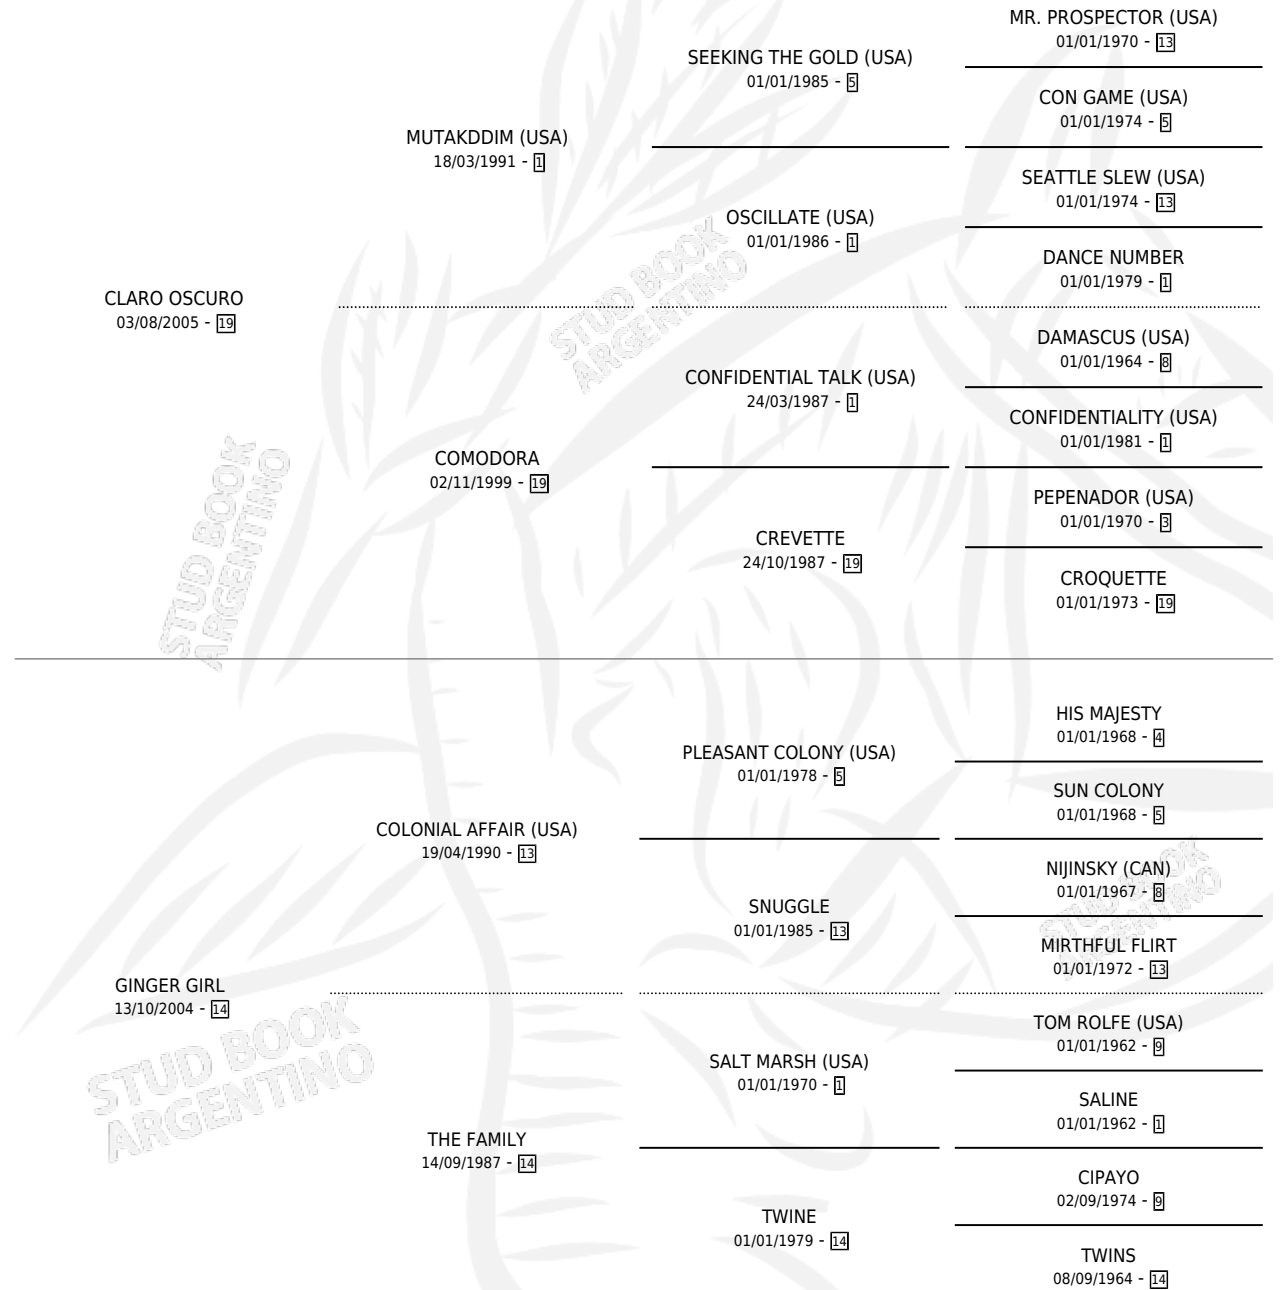 MR. PROSPECTOR (USA)
01/01/1970 - 13
SEEKING THE GOLD (USA)
01/01/1985 - 5
CON GAME (USA)
01/01/1974 - 5
MUTAKDDIM (USA)
18/03/1991 - 1
SEATTLE SLEW (USA)
01/01/1974 - 13
OSCILLATE (USA)
01/01/1986 - 1
DANCE NUMBER
01/01/1979 - 1
CLARO OSCURO
03/08/2005 - 19
STUD BOOK
ARGENTINO
DAMASCUS (USA)
01/01/1964 - 8
CONFIDENTIAL TALK (USA)
24/03/1987 - 1
CONFIDENTIALITY (USA)
01/01/1981 - 1
COMODORA
02/11/1999 - 19
PEPENADOR (USA)
01/01/1970 - 3
CREVETTE
24/10/1987 - 19
CROQUETTE
01/01/1973 - 19
STUD BOOK
ARGENTINO
HIS MAJESTY
01/01/1968 - 4
PLEASANT COLONY (USA)
01/01/1978 - 5
SUN COLONY
01/01/1968 - 5
COLONIAL AFFAIR (USA)
19/04/1990 - 13
NIJINSKY (CAN)
01/01/1967 - 8
SNUGGLE
01/01/1985 - 13
STUD BOOK
ARGENTINO
MIRTHFUL FLIRT
01/01/1972 - 13
GINGER GIRL
13/10/2004 - 14
STUD BOOK
ARGENTINO
TOM ROLFE (USA)
01/01/1962 - 9
SALT MARSH (USA)
01/01/1970 - 1
SALINE
01/01/1962 - 1
THE FAMILY
14/09/1987 - 14
CIPAYO
02/09/1974 - 9
TWINE
01/01/1979 - 14
TWINS
08/09/1964 - 14